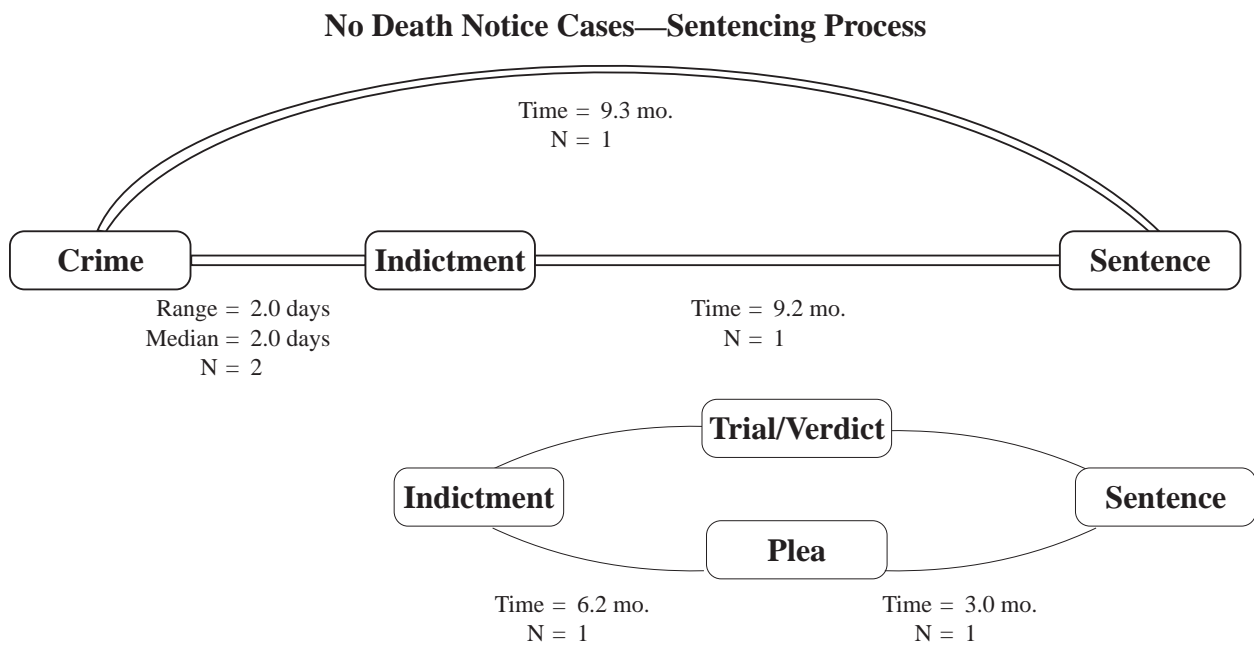 No Death Notice Cases—Sentencing Process
Time = 9.3 mo.
N = 1
Crime
Indictment
Sentence
Range = 2.0 days
Median = 2.0 days
N = 2
Time = 9.2 mo.
N = 1
Trial/Verdict
Indictment
Sentence
Plea
Time = 6.2 mo.
N = 1
Time = 3.0 mo.
N = 1